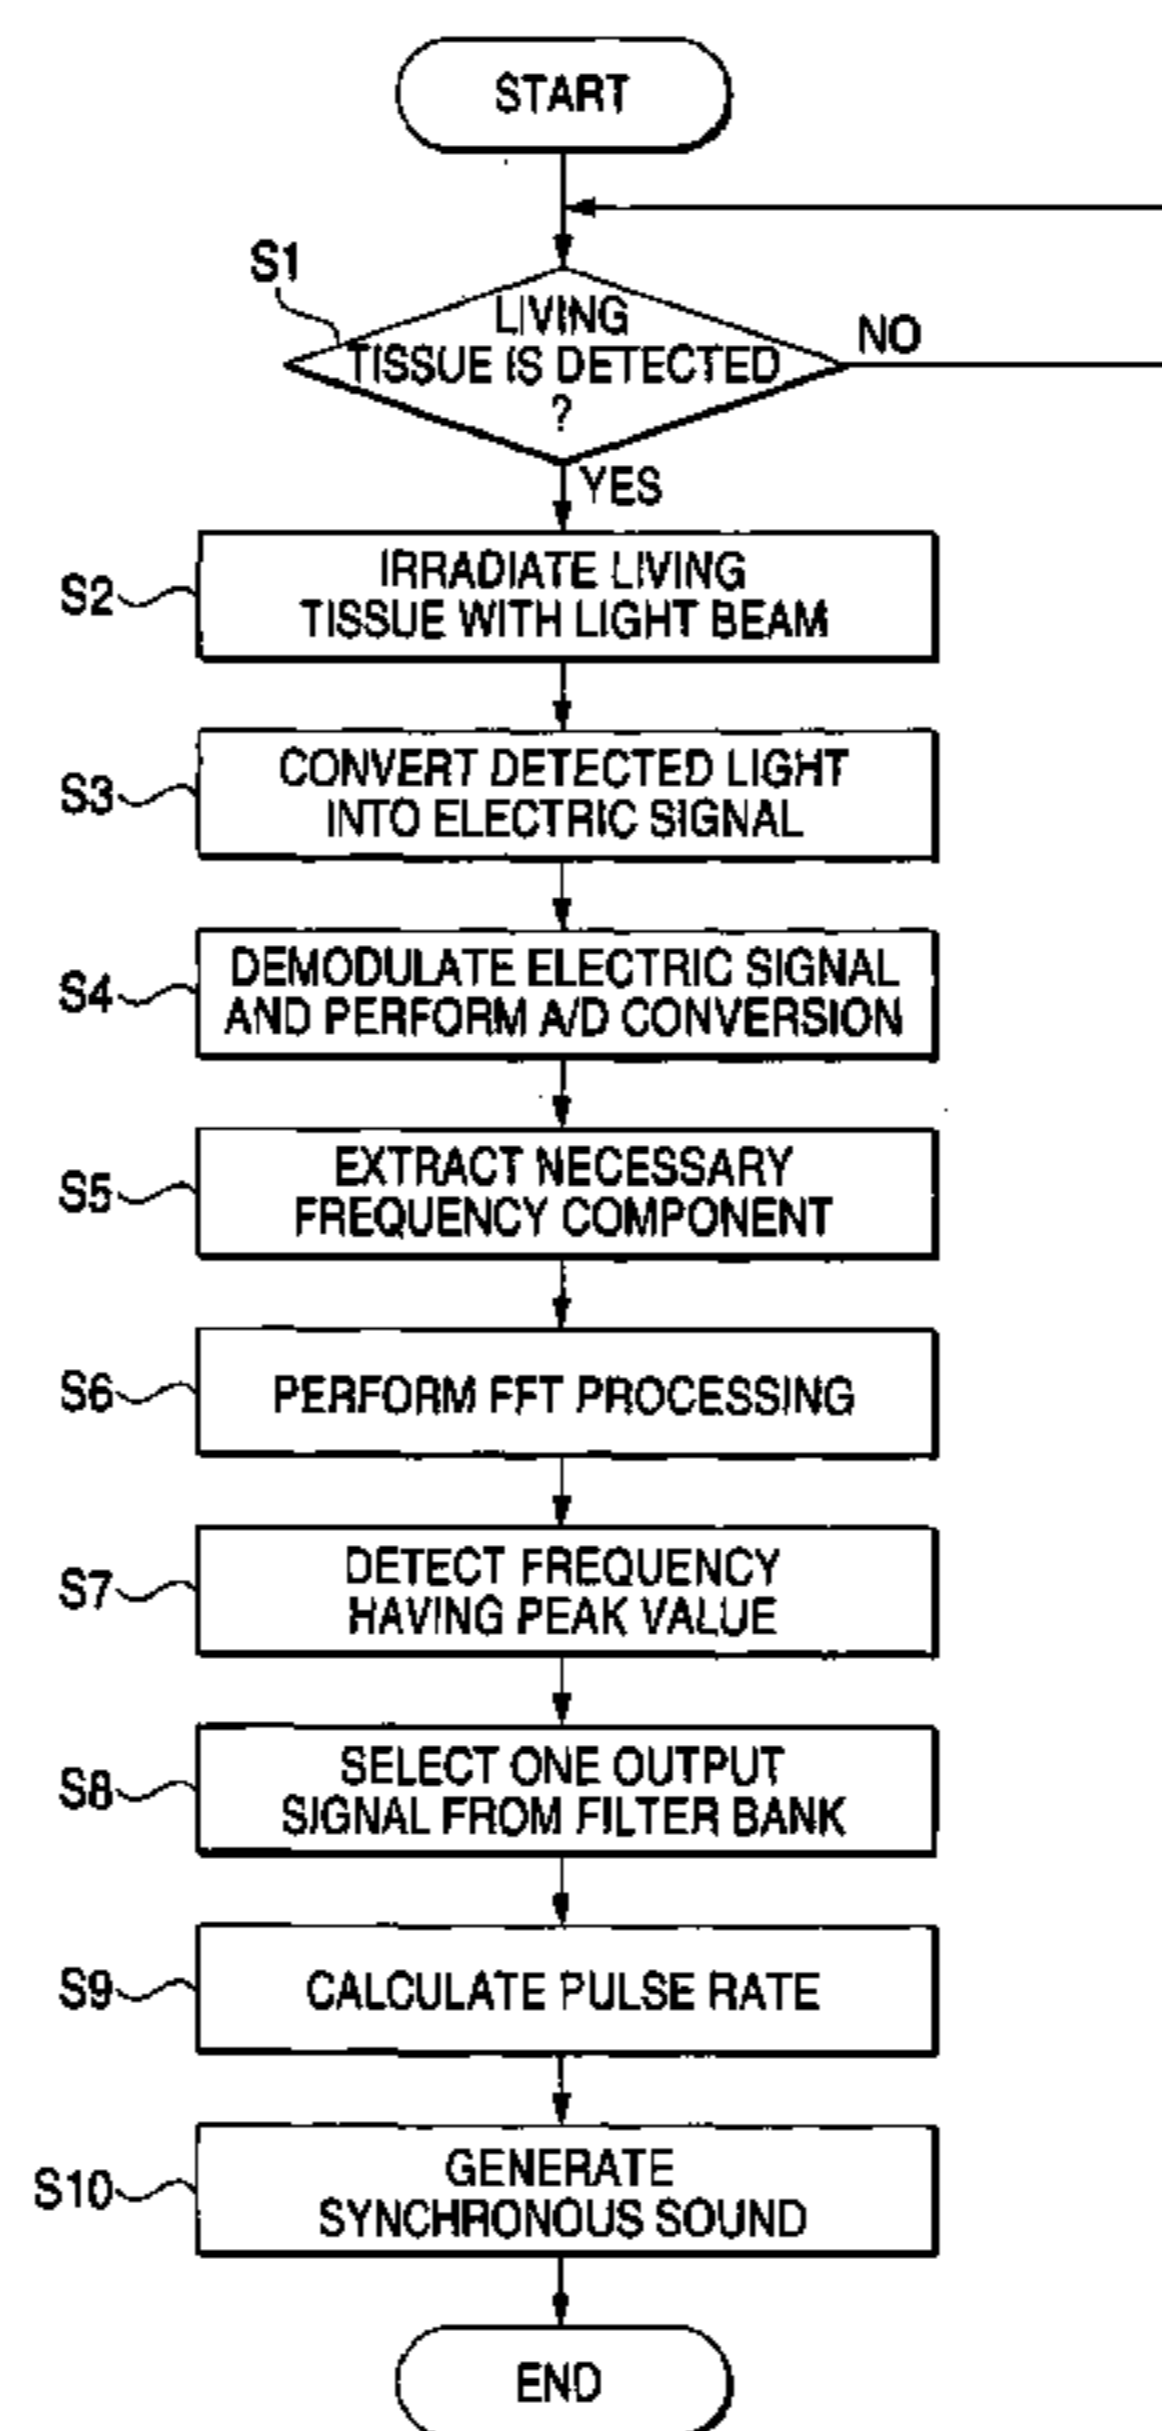 START
S1
LIVING
TISSUE IS DETECTED
?
NO
YES
S2
IRRADIATE LIVING
TISSUE WITH LIGHT BEAM
S3
CONVERT DETECTED LIGHT
INTO ELECTRIC SIGNAL
S4
DEMODULATE ELECTRIC SIGNAL
AND PERFORM A/D CONVERSION
S5
EXTRACT NECESSARY
FREQUENCY COMPONENT
S6
PERFORM FFT PROCESSING
S7
DETECT FREQUENCY
HAVING PEAK VALUE
S8
SELECT ONE OUTPUT
SIGNAL FROM FILTER BANK
S9
CALCULATE PULSE RATE
S10
GENERATE
SYNCHRONOUS SOUND
END